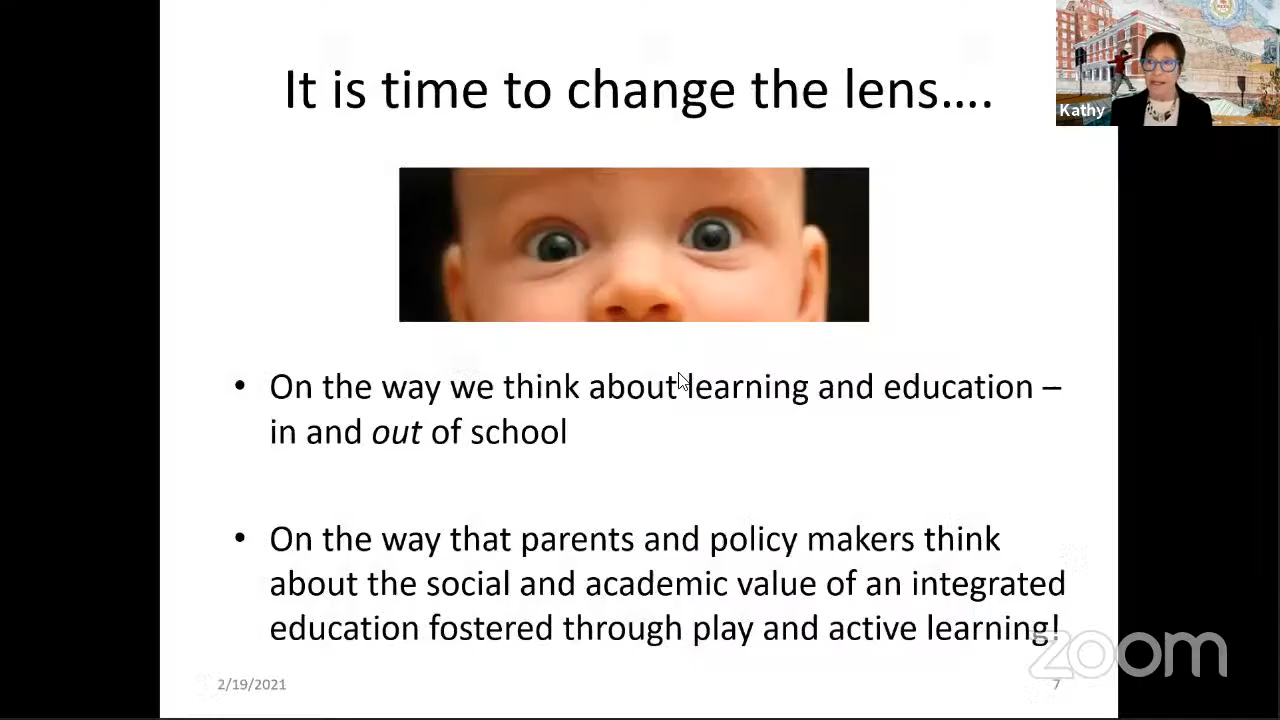 It is time to change the lens….
Kathy
• On the way we think about learning and education –
in and out of school
• On the way that parents and policy makers think
about the social and academic value of an integrated
education fostered through play and active learning!
zoom
2/19/2021
7